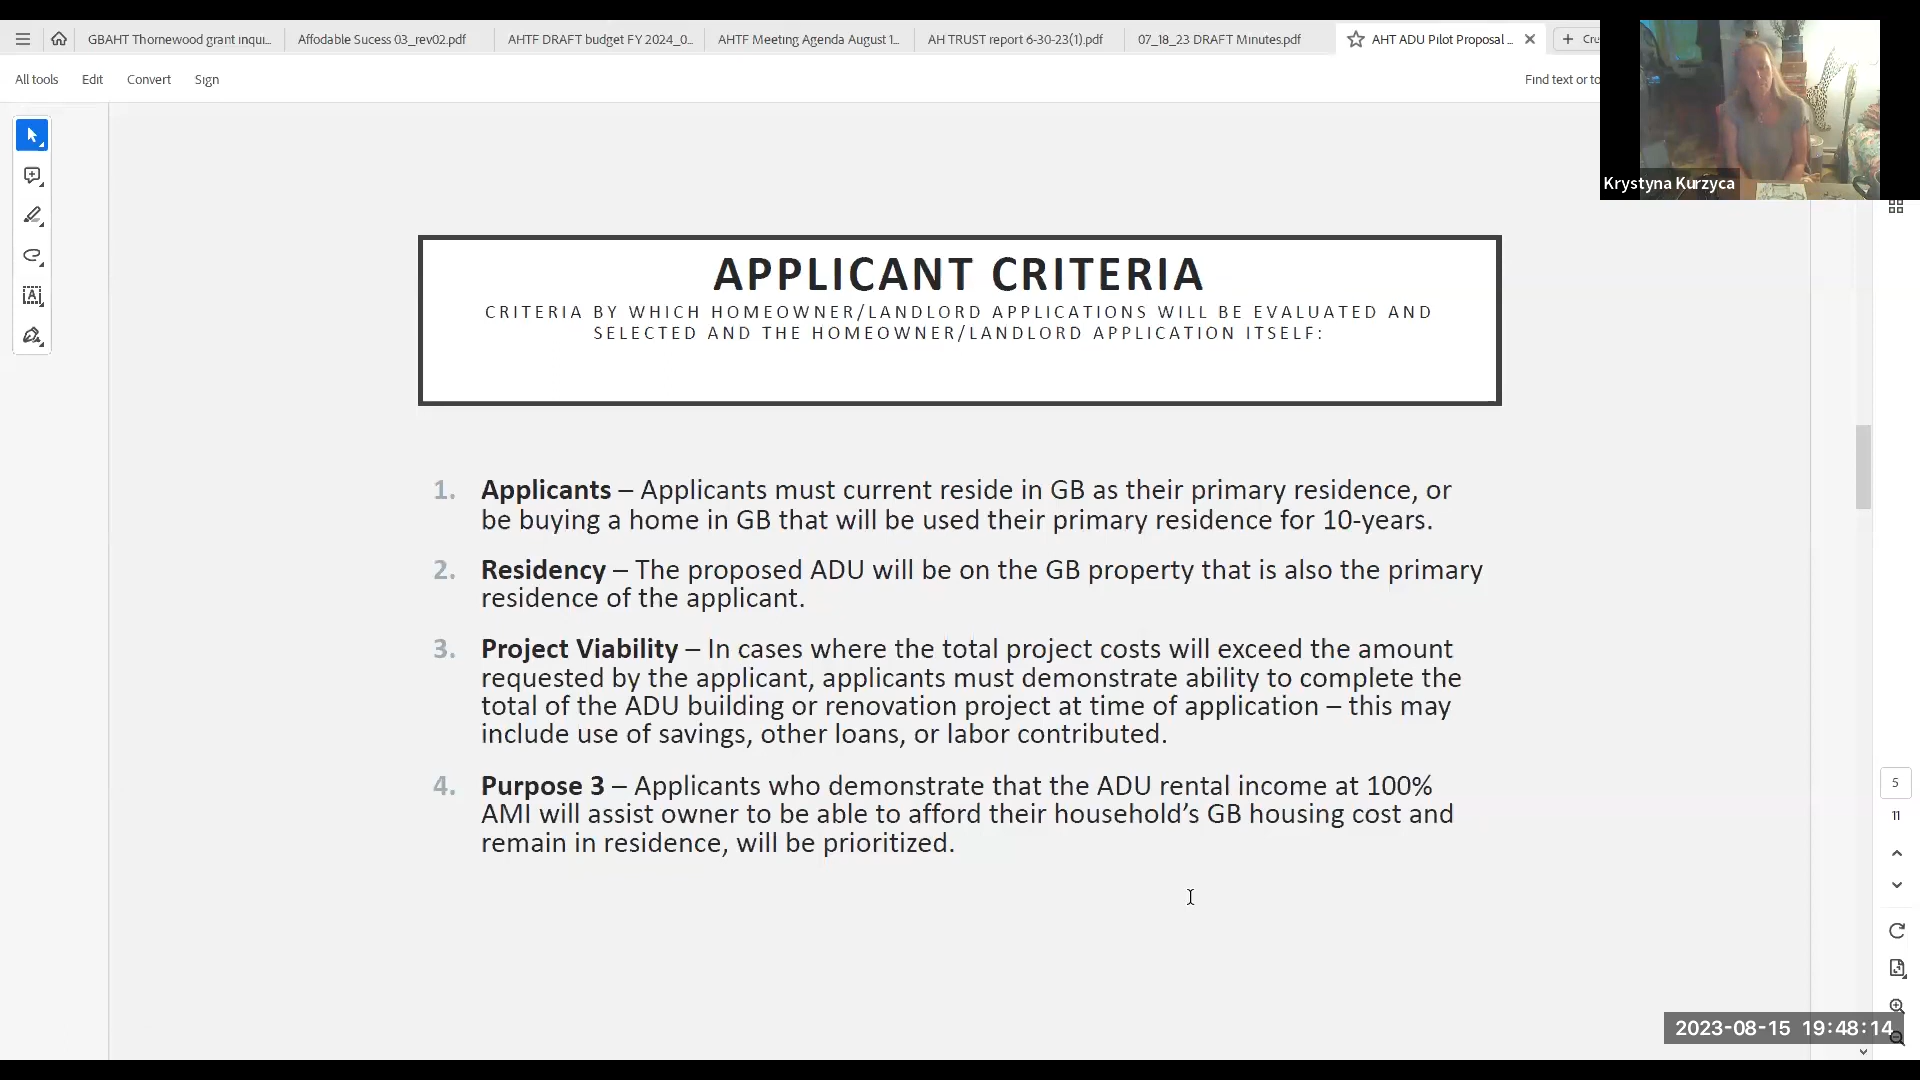 GBAHT Thornewood grant inqui...
Affodable Sucess 03_rev02.pdf
AHTF DRAFT budget FY 2024_0...
AHTF Meeting Agenda August 1...
AH TRUST report 6-30-23(1).pdf
07_18_23 DRAFT Minutes.pdf
AHT ADU Pilot Proposal ...
Cre
All tools
Edit
Convert
Sign
Find text or to
Krystyna Kurzyca
APPLICANT CRITERIA
CRITERIA BY WHICH HOMEOWNER/LANDLORD APPLICATIONS WILL BE EVALUATED AND
SELECTED AND THE HOMEOWNER/LANDLORD APPLICATION ITSELF:
1. Applicants – Applicants must current reside in GB as their primary residence, or
be buying a home in GB that will be used their primary residence for 10-years.
2. Residency – The proposed ADU will be on the GB property that is also the primary
residence of the applicant.
3. Project Viability – In cases where the total project costs will exceed the amount
requested by the applicant, applicants must demonstrate ability to complete the
total of the ADU building or renovation project at time of application – this may
include use of savings, other loans, or labor contributed.
4. Purpose 3 – Applicants who demonstrate that the ADU rental income at 100%
AMI will assist owner to be able to afford their household’s GB housing cost and
remain in residence, will be prioritized.
5
11
2023-08-15 19:48:14